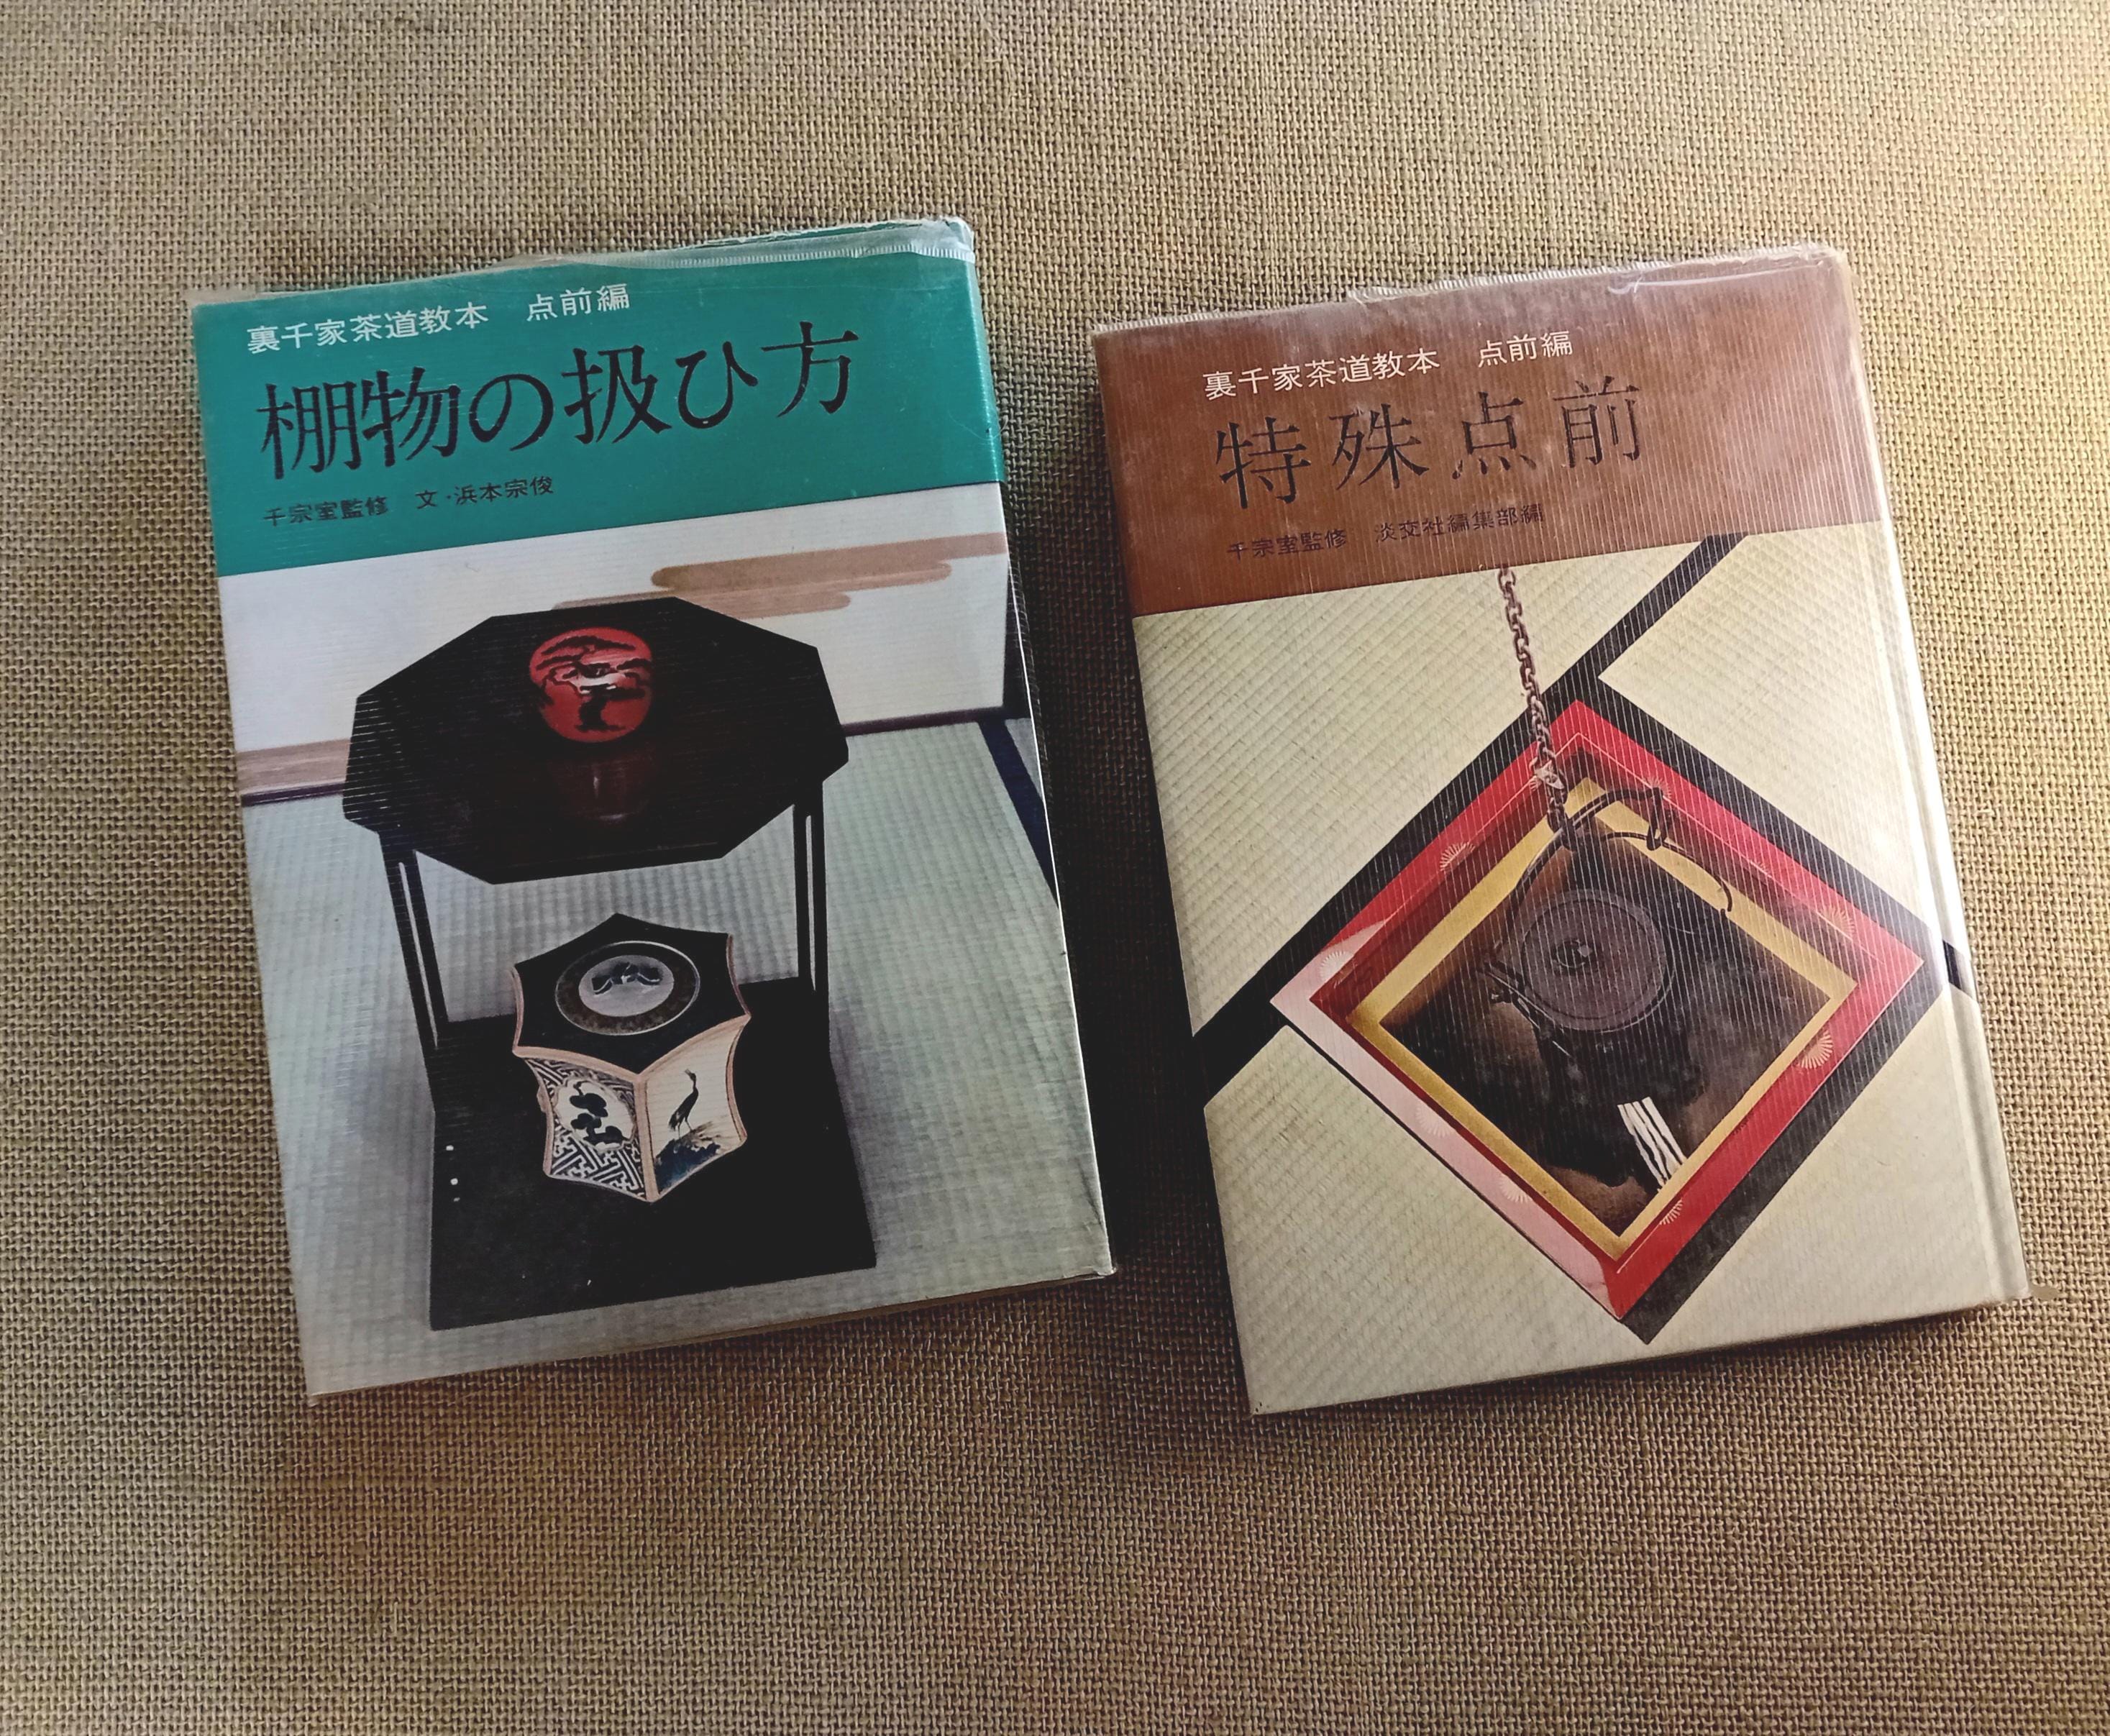 裏千家茶道教本　点前編
棚物の扱ひ方
千宗室監修　文・浜本宗俊
裏千家茶道教本　点前編
特殊点前
千宗室監修　淡交社編集部編